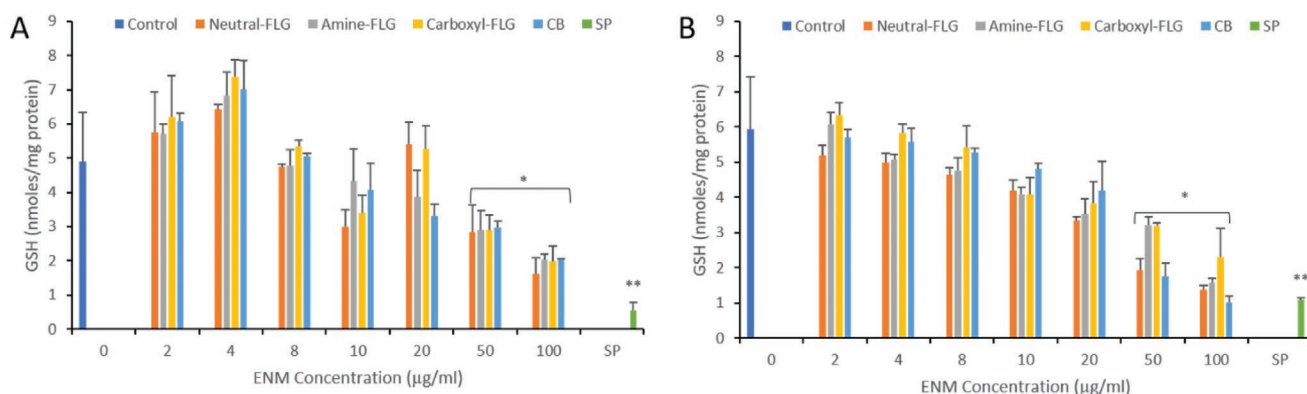 A
Control Neutral-FLG Amine-FLG Carboxyl-FLG CB SP
GSH (nmoles/mg protein)
9
8
7
6
5
4
3
2
1
0
*
**
0 2 4 8 10 20 50 100 SP
ENM Concentration (µg/ml)
B
Control Neutral-FLG Amine-FLG Carboxyl-FLG CB SP
GSH (nmoles/mg protein)
9
8
7
6
5
4
3
2
1
0
*
**
0 2 4 8 10 20 50 100 SP
ENM Concentration (µg/ml)